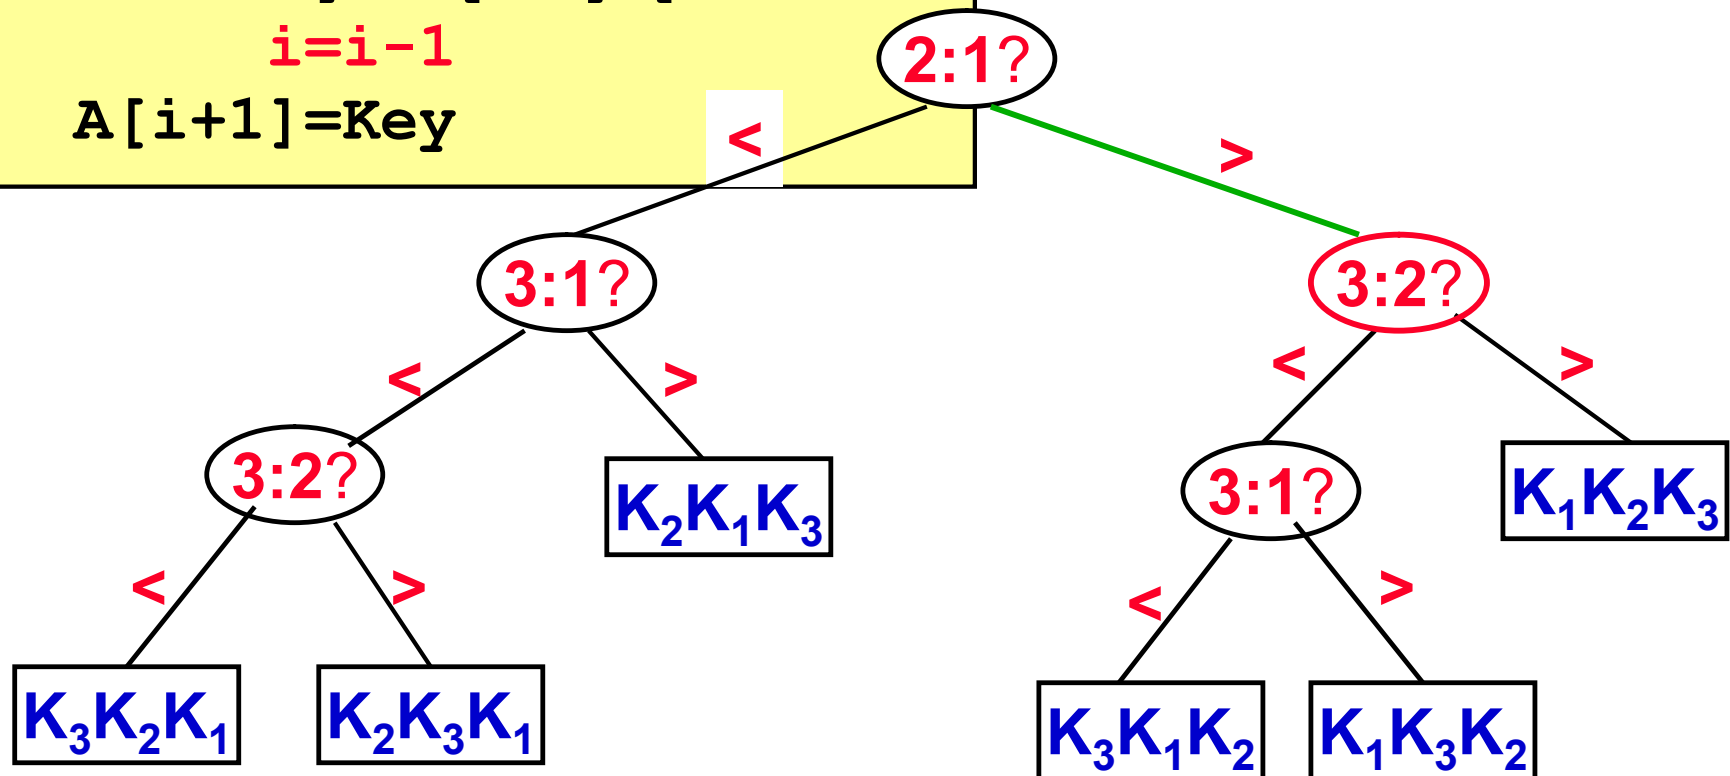 i=i-1
A[i+1]=Key
2:1?
<
>
3:1?
3:2?
<
>
<
>
3:2?
K₂K₁K₃
3:1?
K₁K₂K₃
<
>
<
>
K₃K₂K₁
K₂K₃K₁
K₃K₁K₂
K₁K₃K₂